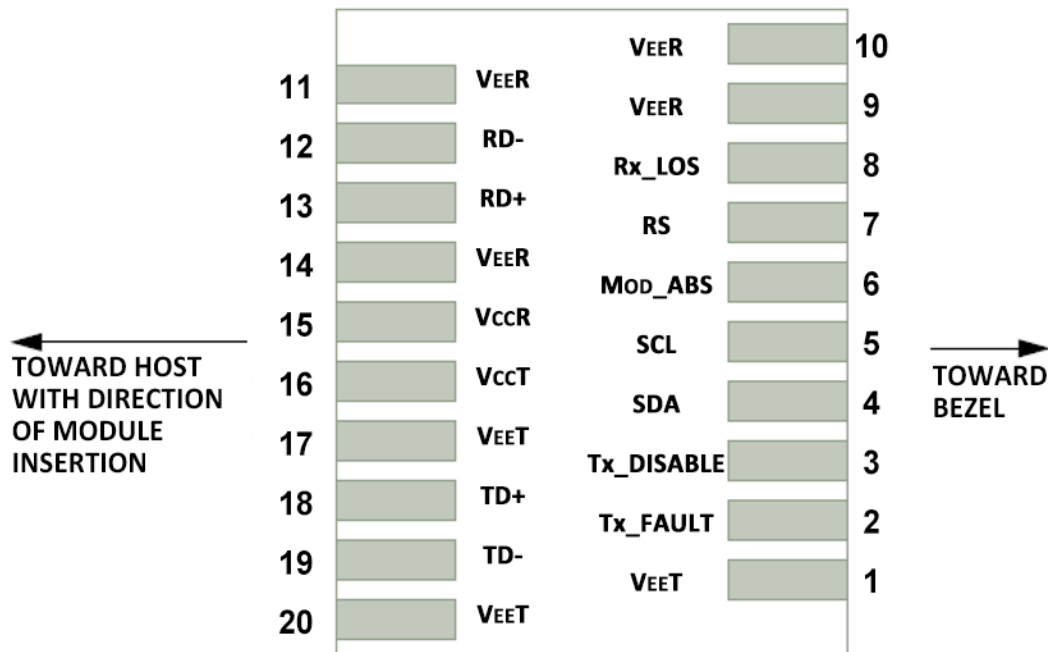 VEER 10
11 VEER
VEER 9
12 RD-
Rx_LOS 8
13 RD+
RS 7
14 VEER
MOD_ABS 6
15 VCCR
SCL 5
16 VCCT
SDA 4
17 VEET
Tx_DISABLE 3
18 TD+
Tx_FAULT 2
19 TD-
VEET 1
20 VEET
TOWARD HOST
WITH DIRECTION
OF MODULE
INSERTION
TOWARD
BEZEL